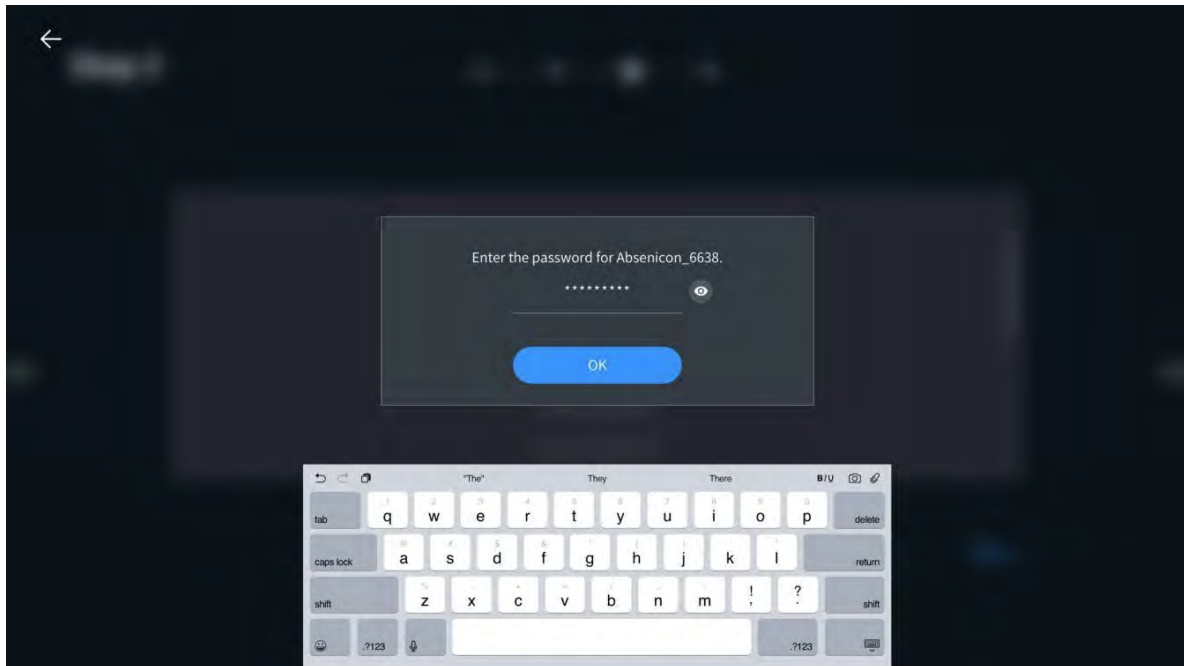 Enter the password for Absenicon_6638.
*********
OK
"The" They There B/U
tab q w e r t y u i o p delete
caps lock a s d f g h j k l return
shift z x c v b n m ! , ? . shift
.?123 .?123